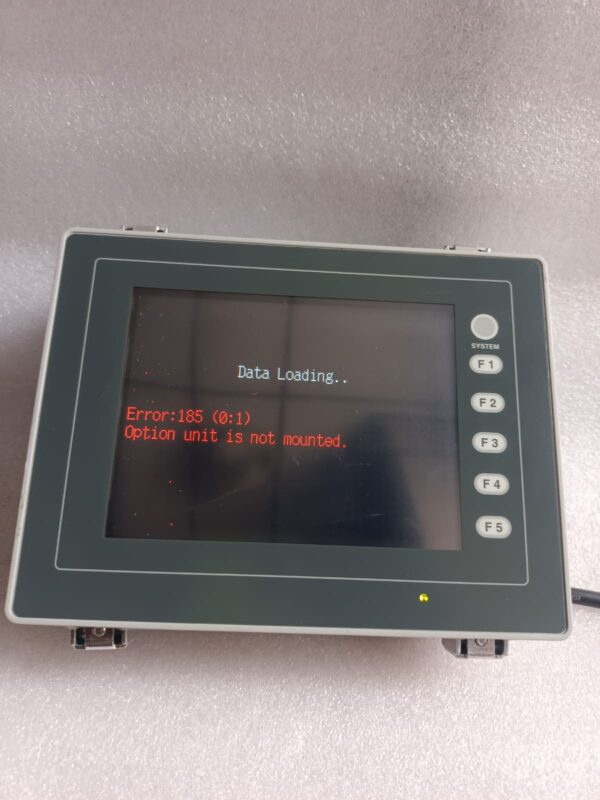 Data Loading..
Error:185 (0:1)
Option unit is not mounted.
SYSTEM
F1
F2
F3
F4
F5